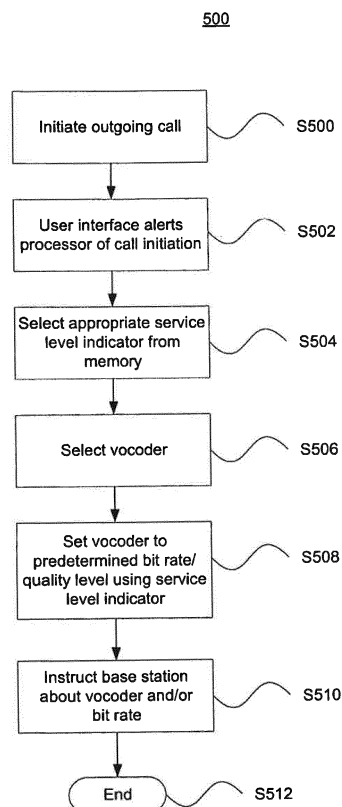 500
Initiate outgoing call
S500
User interface alerts
processor of call initiation
S502
Select appropriate service
level indicator from
memory
S504
Select vocoder
S506
Set vocoder to
predetermined bit rate/
quality level using service
level indicator
S508
Instruct base station
about vocoder and/or
bit rate
S510
End
S512